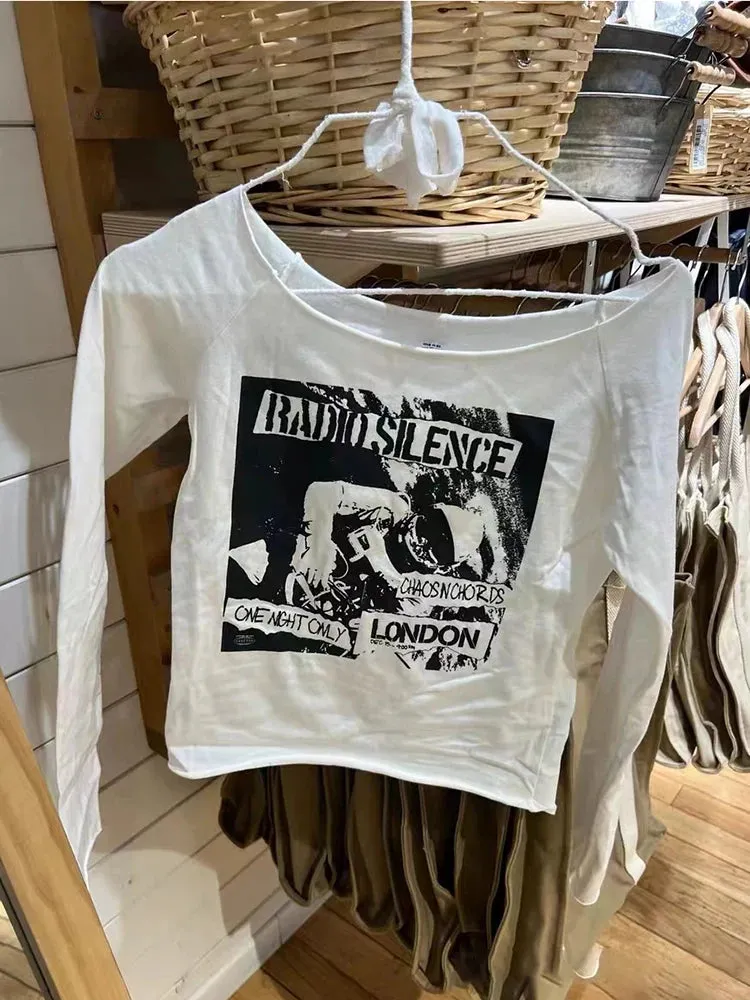 RADIO SILENCE
CHAOS N CHORDS
ONE NIGHT ONLY
LONDON